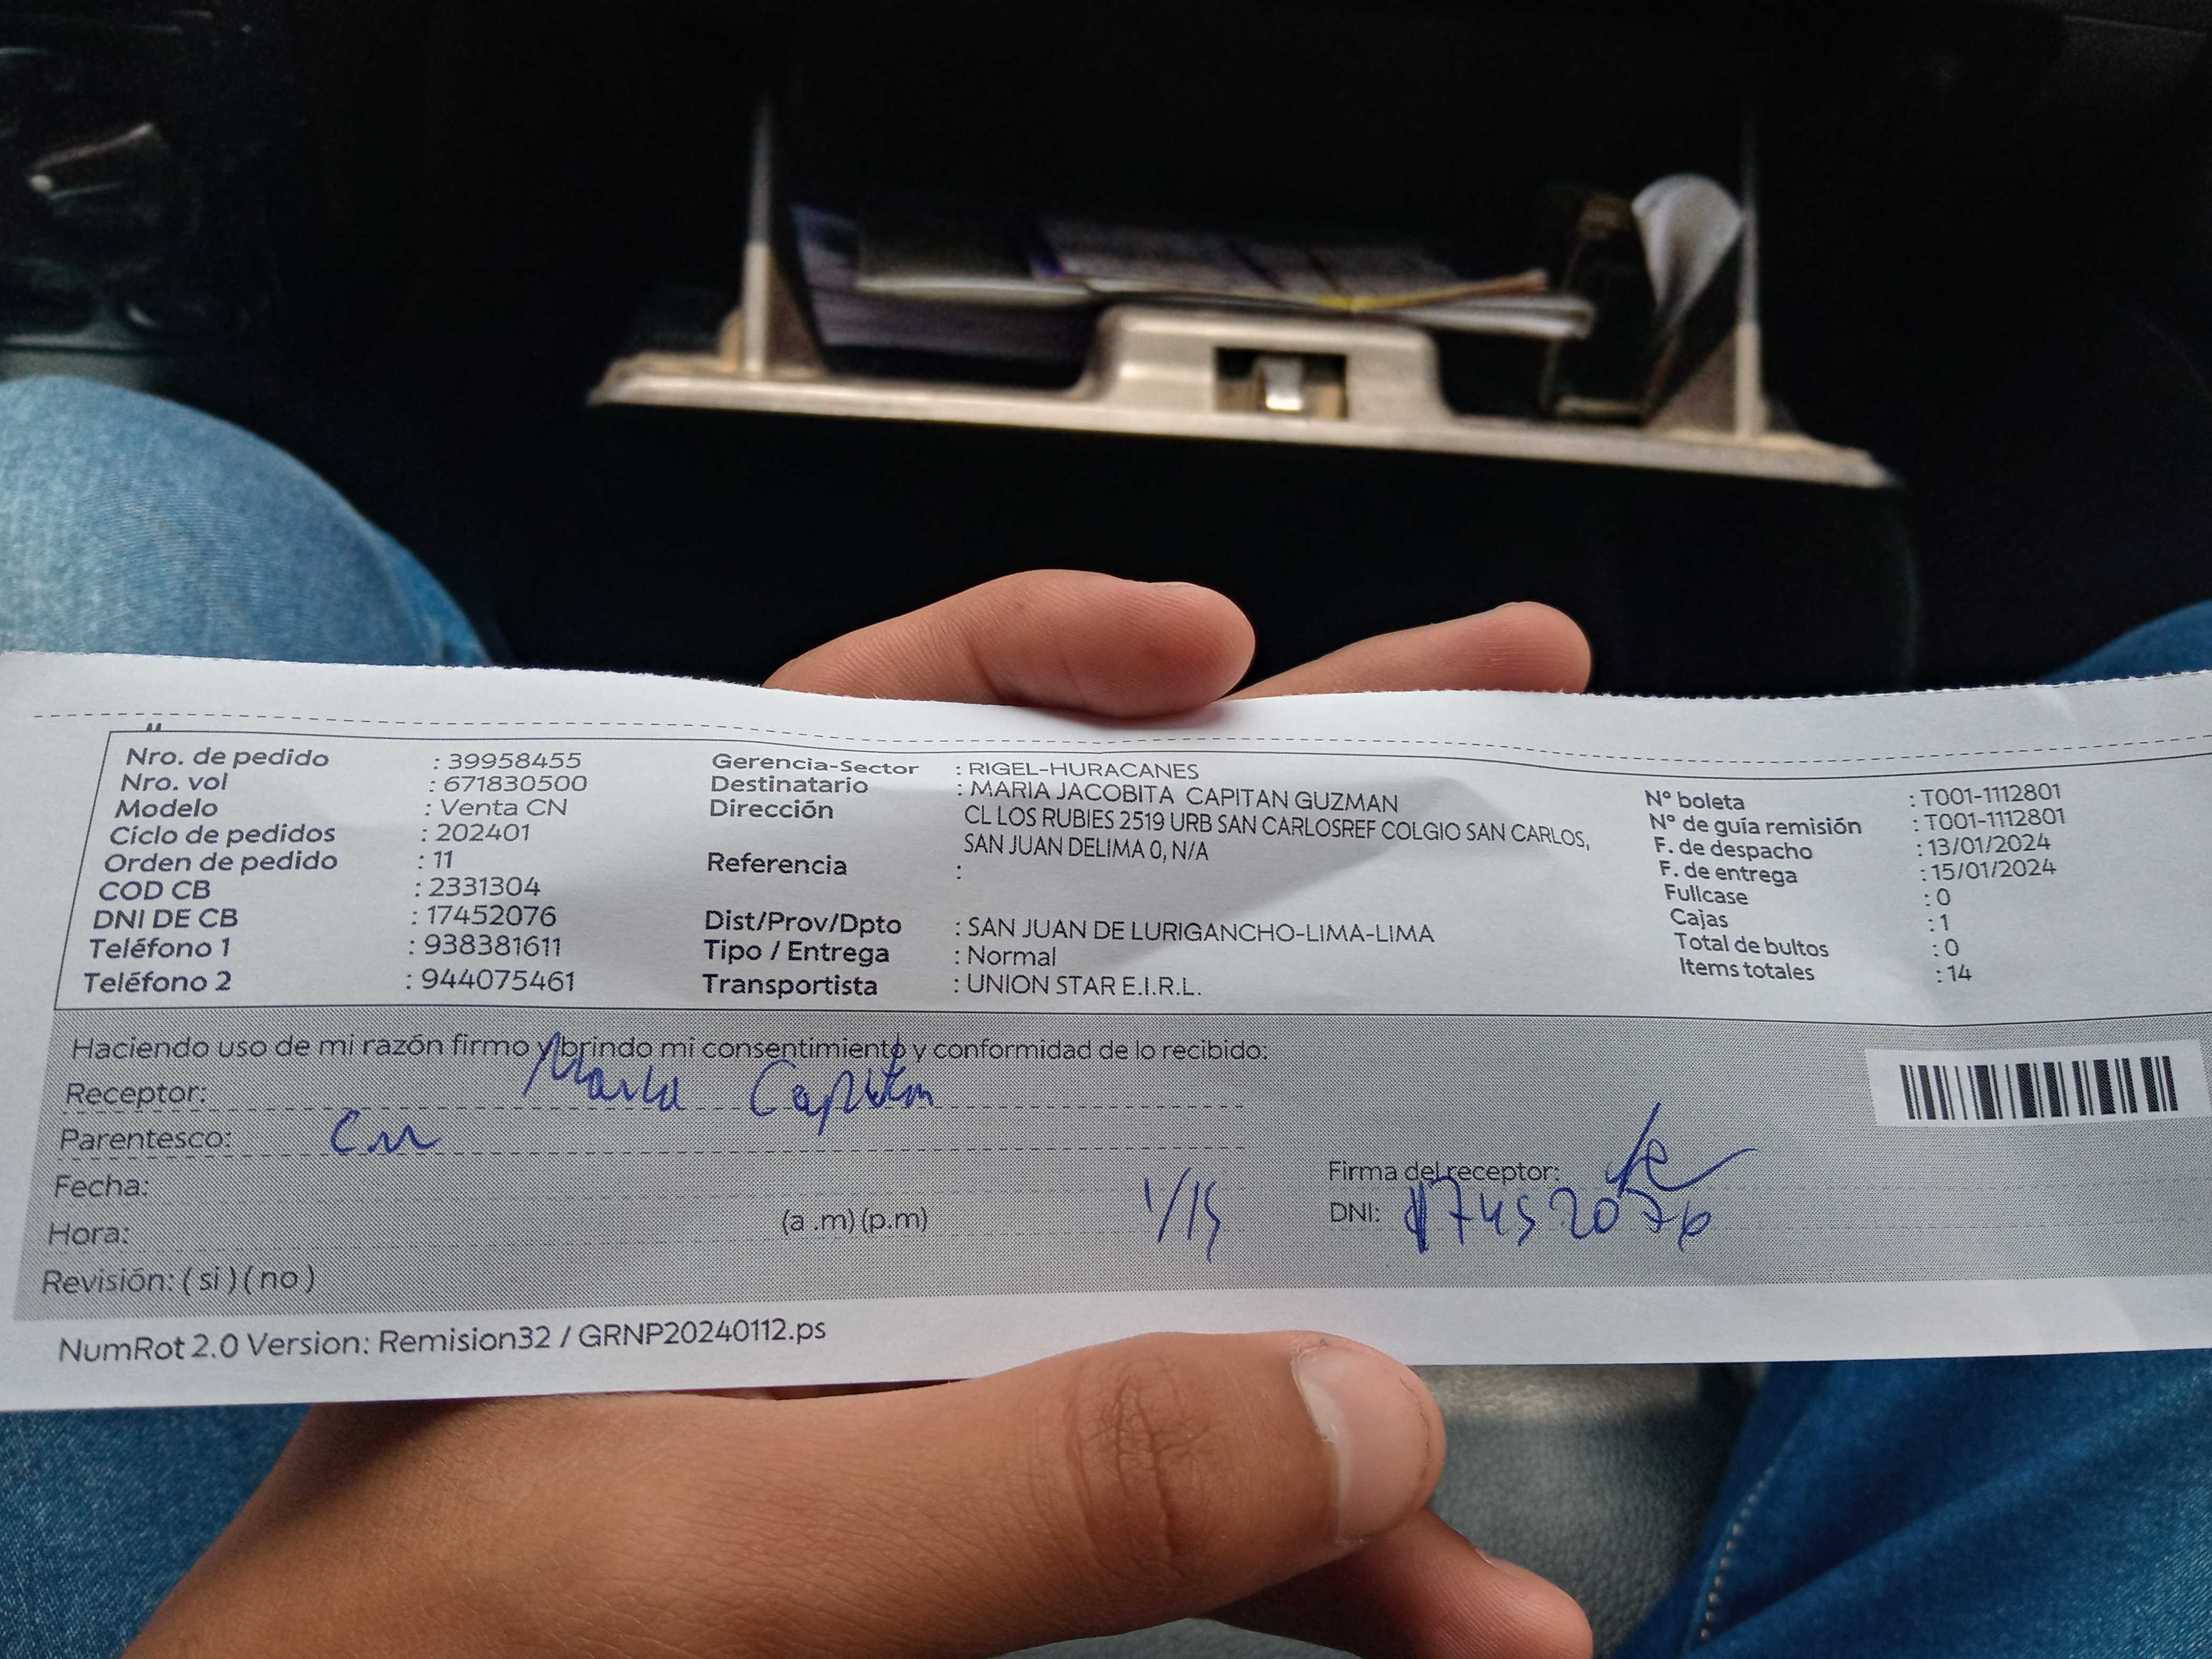 Nro. de pedido : 39958455
Nro. vol : 671830500
Modelo : Venta CN
Ciclo de pedidos : 202401
Orden de pedido : 11
COD CB : 2331304
DNI DE CB : 17452076
Teléfono 1 : 938381611
Teléfono 2 : 944075461
Gerencia-Sector : RIGEL-HURACANES
Destinatario : MARIA JACOBITA CAPITAN GUZMAN
Dirección CL LOS RUBIES 2519 URB SAN CARLOSREF COLGIO SAN CARLOS,
SAN JUAN DELIMA 0, N/A
Referencia :
Dist/Prov/Dpto : SAN JUAN DE LURIGANCHO-LIMA-LIMA
Tipo / Entrega : Normal
Transportista : UNION STAR E.I.R.L.
N° boleta : T001-1112801
N° de guía remisión : T001-1112801
F. de despacho : 13/01/2024
F. de entrega : 15/01/2024
Fullcase : 0
Cajas : 1
Total de bultos : 0
Items totales : 14
Haciendo uso de mi razón firmo y brindo mi consentimiento y conformidad de lo recibido:
Receptor: Maria Capitan
Parentesco:
Fecha:
Hora: (a .m) (p.m) 1/15
Revisión: ( si ) ( no )
Firma del receptor:
DNI: 17452076
NumRot 2.0 Version: Remision32 / GRNP20240112.ps